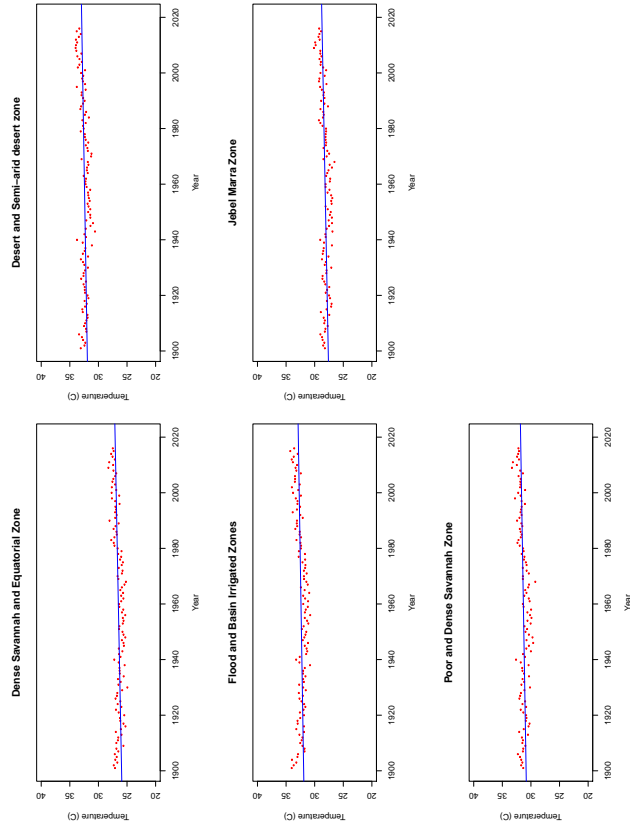 Dense Savannah and Equatorial Zone
Temperature (C)
20 25 30 35 40
1900 1920 1940 1960 1980 2000 2020
Year
Desert and Semi−arid desert zone
Temperature (C)
20 25 30 35 40
1900 1920 1940 1960 1980 2000 2020
Year
Flood and Basin Irrigated Zones
Temperature (C)
20 25 30 35 40
1900 1920 1940 1960 1980 2000 2020
Year
Jebel Marra Zone
Temperature (C)
20 25 30 35 40
1900 1920 1940 1960 1980 2000 2020
Year
Poor and Dense Savannah Zone
Temperature (C)
20 25 30 35 40
1900 1920 1940 1960 1980 2000 2020
Year